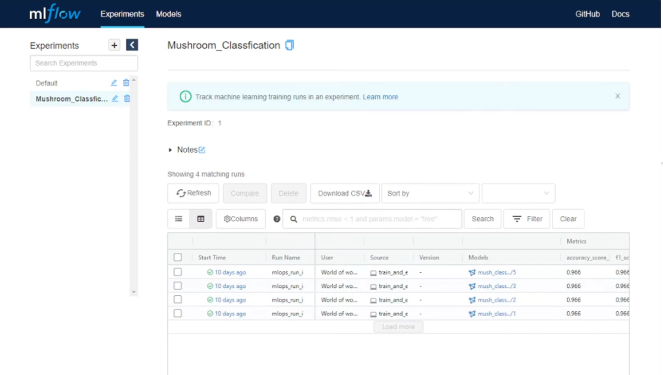 mlflow Experiments Models GitHub Docs
Experiments
Search Experiments
Default
Mushroom_Classfic...
Mushroom_Classfication
Track machine learning training runs in an experiment. Learn more
Experiment ID: 1
Notes
Showing 4 matching runs
Refresh Compare Delete Download CSV Sort by
Columns metrics.rmse < 1 and params.model = "tree" Search Filter Clear
Metrics
Start Time Run Name User Source Version Models accuracy_score_ f1_sc
10 days ago mlops_run_i World of wo... train_and_e - mush_class.../5 0.966 0.966
10 days ago mlops_run_i World of wo... train_and_e - mush_class.../3 0.966 0.966
10 days ago mlops_run_i World of wo... train_and_e - mush_class.../2 0.966 0.966
10 days ago mlops_run_i World of wo... train_and_e - mush_class.../1 0.966 0.966
Load more